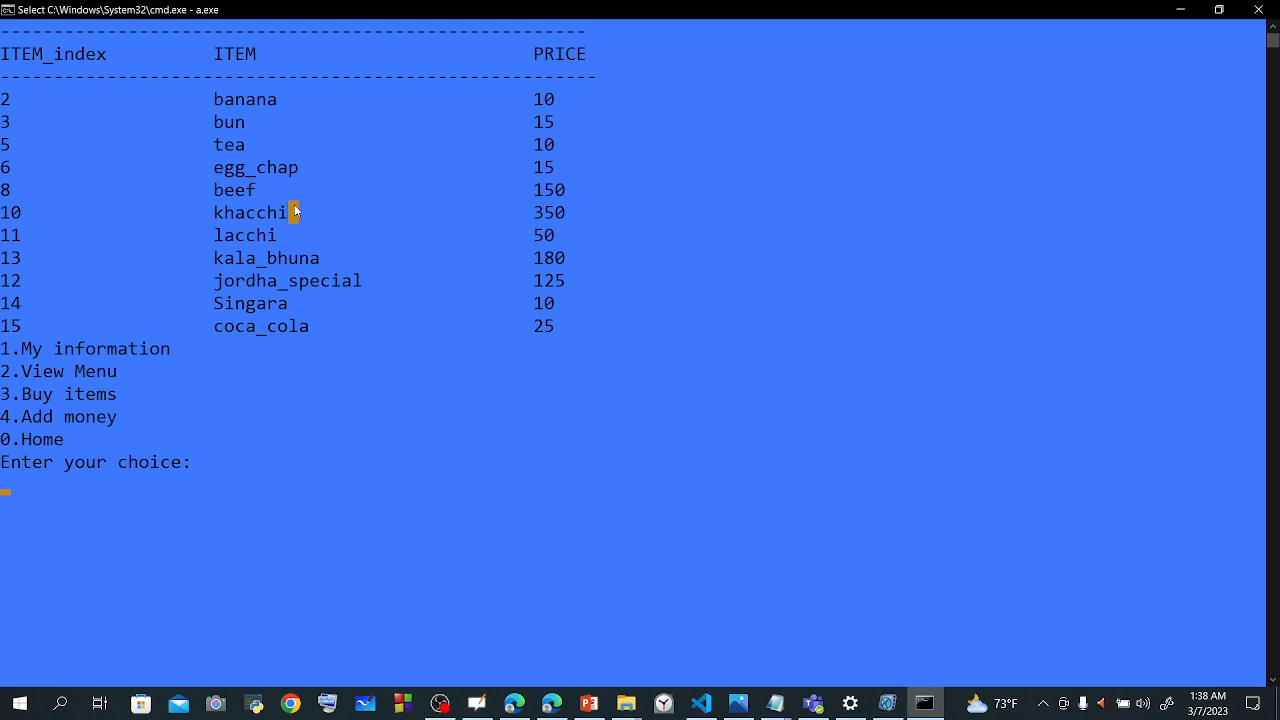 Select C:\Windows\System32\cmd.exe - a.exe
-------------------------------------------------------
ITEM_index ITEM PRICE
--------------------------------------------------------
2 banana 10
3 bun 15
5 tea 10
6 egg_chap 15
8 beef 150
10 khacchi 350
11 lacchi 50
13 kala_bhuna 180
12 jordha_special 125
14 Singara 10
15 coca_cola 25
1.My information
2.View Menu
3.Buy items
4.Add money
0.Home
Enter your choice:
73°F
1:38 AM
3/7/2023